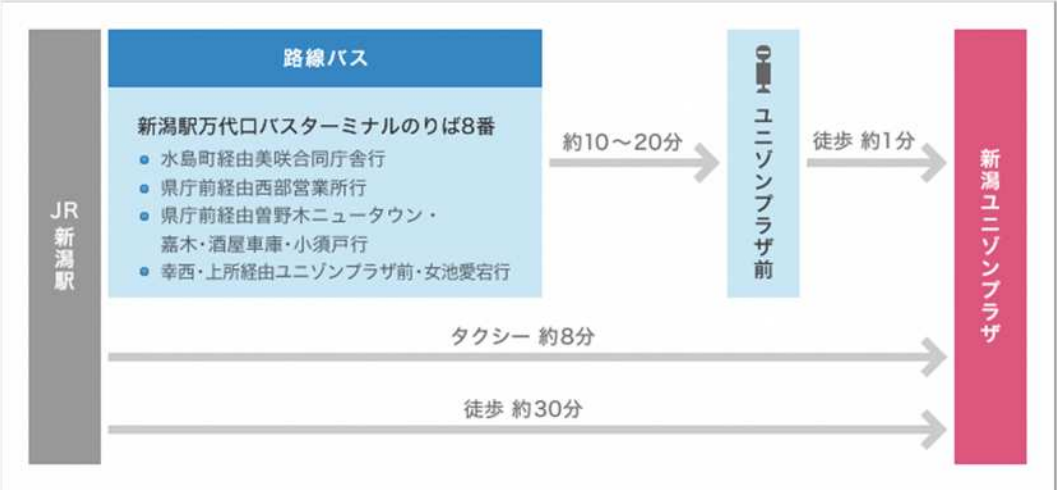 JR新潟駅
路線バス
新潟駅万代口バスターミナルのりば8番
水島町経由美咲合同庁舎行
県庁前経由西部営業所行
県庁前経由曽野木ニュータウン・
嘉木・酒屋車庫・小須戸行
幸西・上所経由ユニゾンプラザ前・女池愛宕行
約10〜20分
ユニゾンプラザ前
徒歩 約1分
新潟ユニゾンプラザ
タクシー 約8分
徒歩 約30分